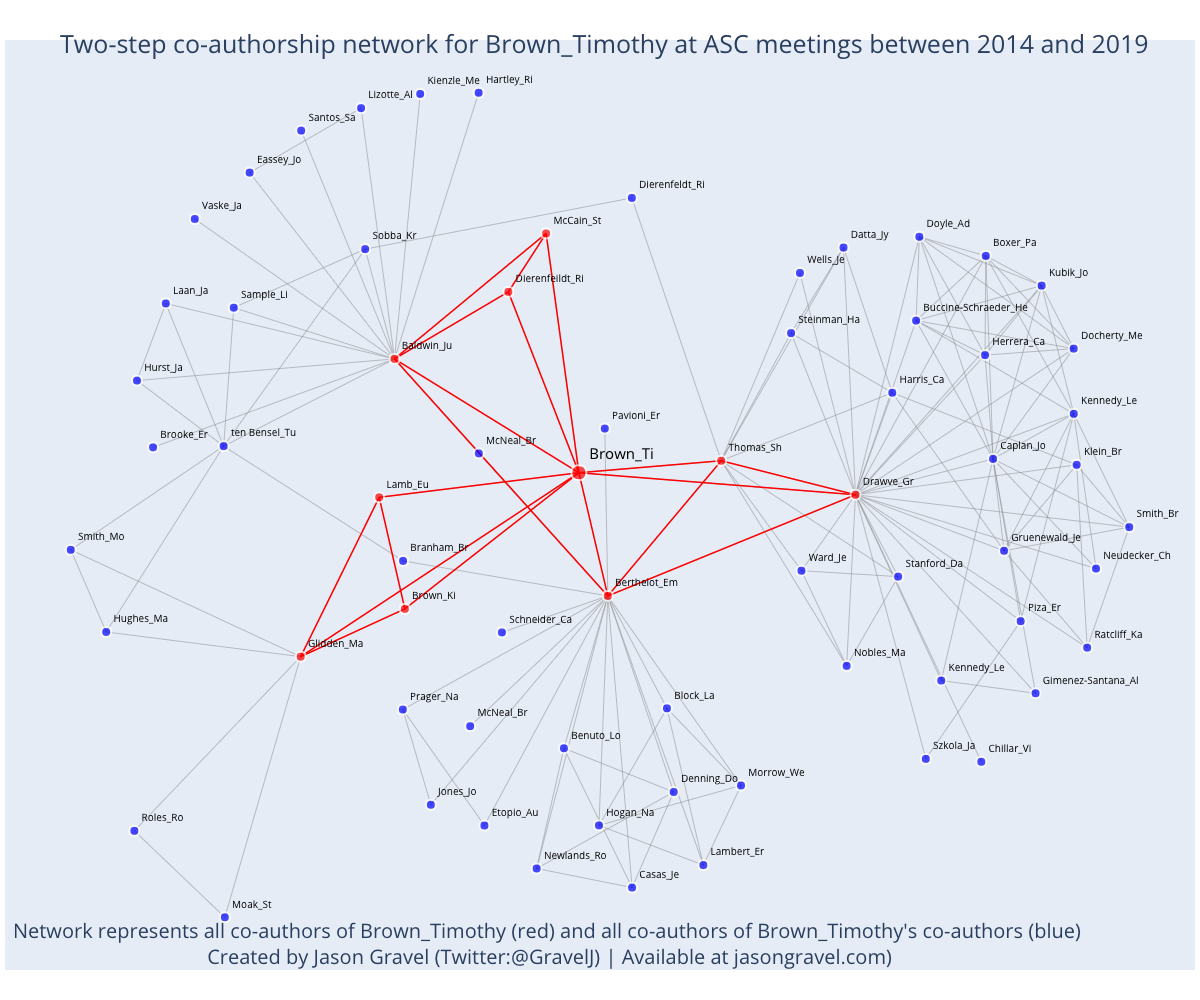 Two-step co-authorship network for Brown_Timothy at ASC meetings between 2014 and 2019
Kienzle_Me
Hartley_Ri
Lizotte_Al
Santos_Sa
Eassey_Jo
Dierenfeldt_Ri
Vaske_Ja
McCain_St
Doyle_Ad
Datta_Jy
Sobba_Kr
Boxer_Pa
Wells_Je
Kubik_Jo
Dierenfeildt_Ri
Laan_Ja
Sample_Li
Buccine-Schraeder_He
Steinman_Ha
Docherty_Me
Herrera_Ca
Baldwin_Ju
Hurst_Ja
Harris_Ca
Kennedy_Le
Pavioni_Er
ten Bensel_Tu
Brooke_Er
McNeal_Br
Caplan_Jo
Thomas_Sh
Klein_Br
Brown_Ti
Drawve_Gr
Lamb_Eu
Smith_Br
Smith_Mo
Gruenewald_Je
Branham_Br
Neudecker_Ch
Ward_Je
Stanford_Da
Berthelot_Em
Brown_Ki
Piza_Er
Hughes_Ma
Schneider_Ca
Ratcliff_Ka
Glidden_Ma
Nobles_Ma
Kennedy_Le
Gimenez-Santana_Al
Prager_Na
Block_La
McNeal_Br
Benuto_Lo
Szkola_Ja
Chillar_Vi
Denning_Do
Morrow_We
Jones_Jo
Etopio_Au
Hogan_Na
Roles_Ro
Newlands_Ro
Lambert_Er
Casas_Je
Moak_St
Network represents all co-authors of Brown_Timothy (red) and all co-authors of Brown_Timothy's co-authors (blue)
Created by Jason Gravel (Twitter:@GravelJ) | Available at jasongravel.com)